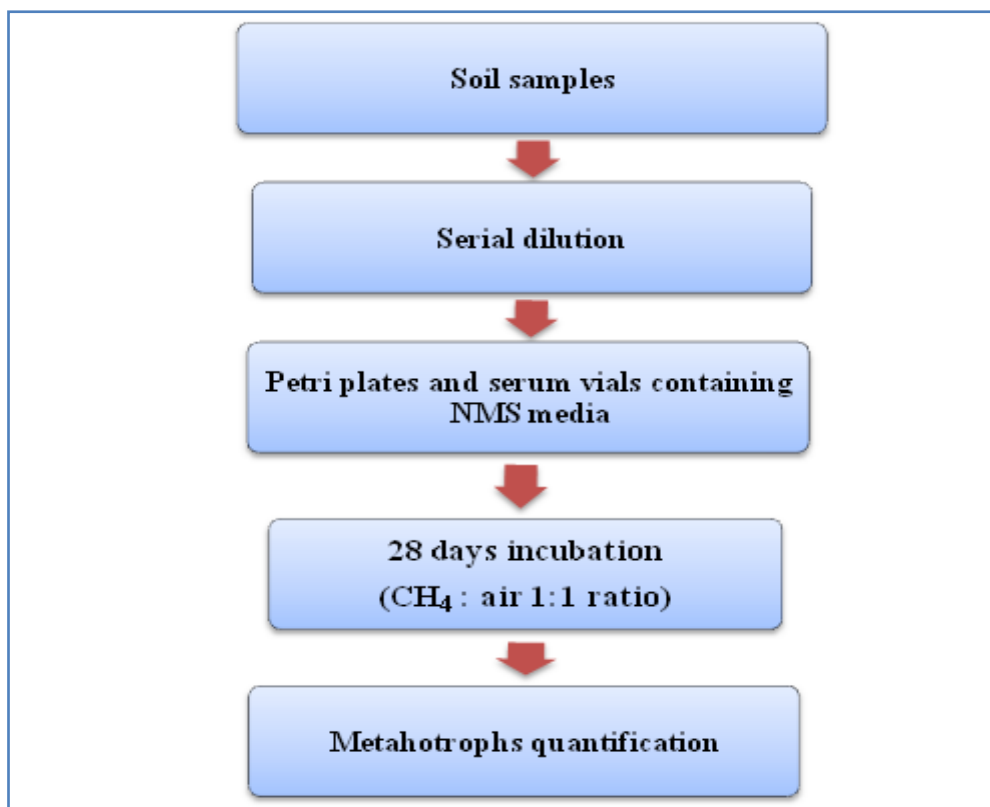 Soil samples
Serial dilution
Petri plates and serum vials containing
NMS media
28 days incubation
(CH₄ : air 1:1 ratio)
Metahotrophs quantification